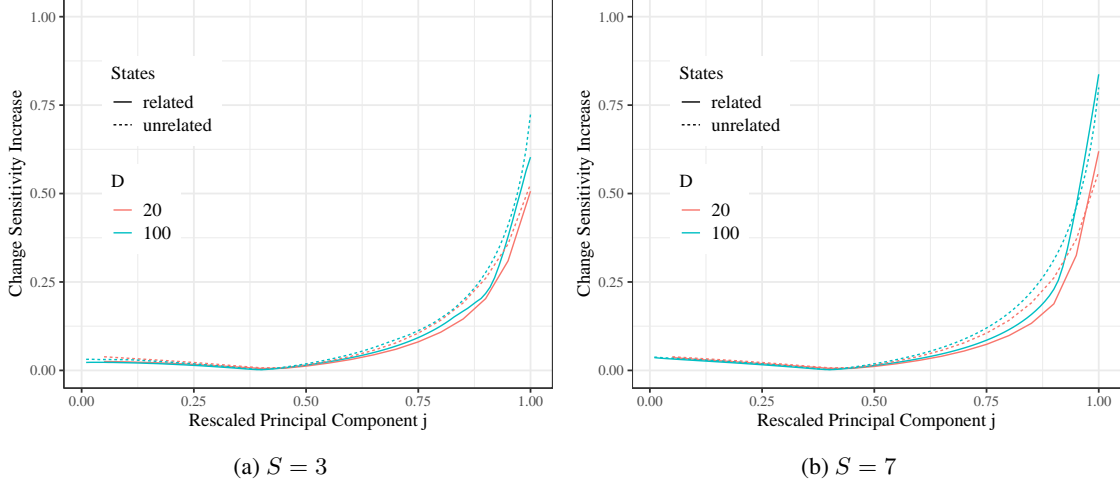 1.00
0.75
0.50
0.25
0.00
Change Sensitivity Increase
States
related
unrelated
D
20
100
0.00 0.25 0.50 0.75 1.00
Rescaled Principal Component j
(a) S = 3
1.00
0.75
0.50
0.25
0.00
Change Sensitivity Increase
States
related
unrelated
D
20
100
0.00 0.25 0.50 0.75 1.00
Rescaled Principal Component j
(b) S = 7